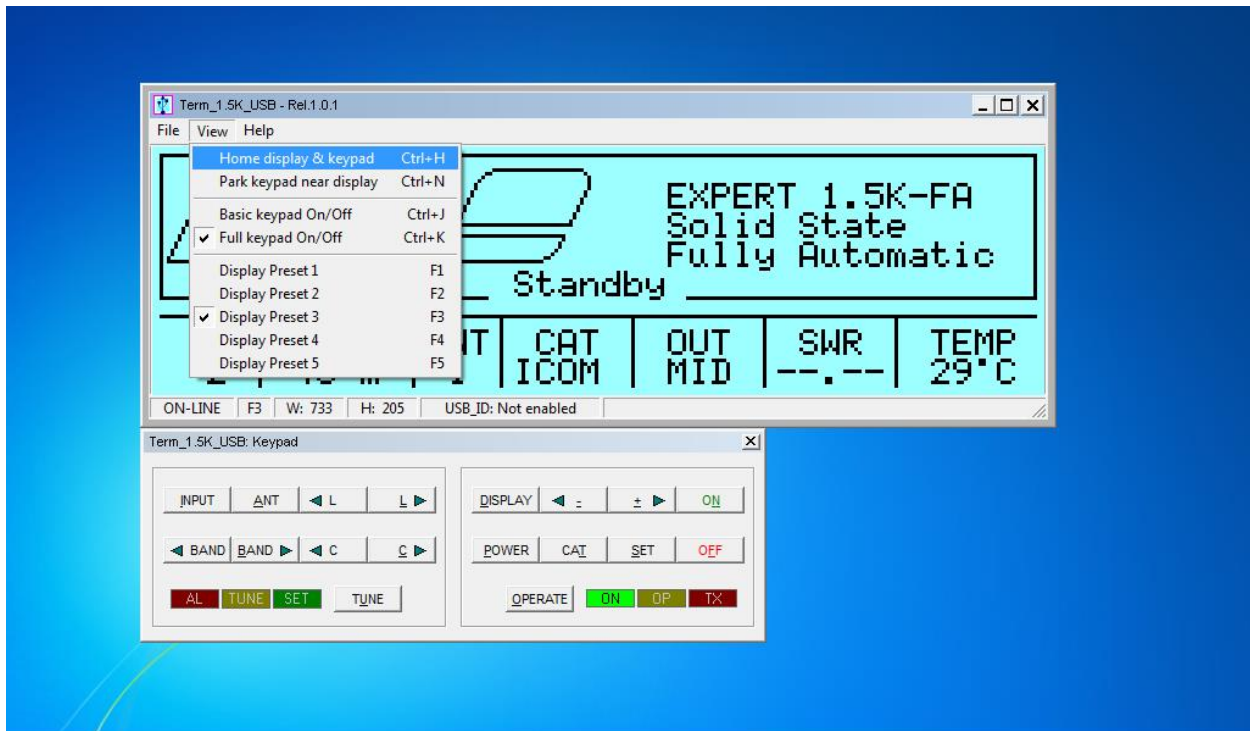 Term_1.5K_USB - Rel.1.0.1
File View Help
Home display & keypad Ctrl+H
Park keypad near display Ctrl+N
Basic keypad On/Off Ctrl+J
Full keypad On/Off Ctrl+K
Display Preset 1 F1
Display Preset 2 F2
Display Preset 3 F3
Display Preset 4 F4
Display Preset 5 F5
EXPERT 1.5K-FA
Solid State
Fully Automatic
Standby
CAT OUT SWR TEMP
ICOM MID --.-- 29°C
ON-LINE F3 W: 733 H: 205 USB_ID: Not enabled
Term_1.5K_USB: Keypad
INPUT ANT ◄ L L ► DISPLAY ◄ - + ► ON
◄ BAND BAND ► ◄ C C ► POWER CAT SET OFF
AL TUNE SET TUNE OPERATE ON OP TX